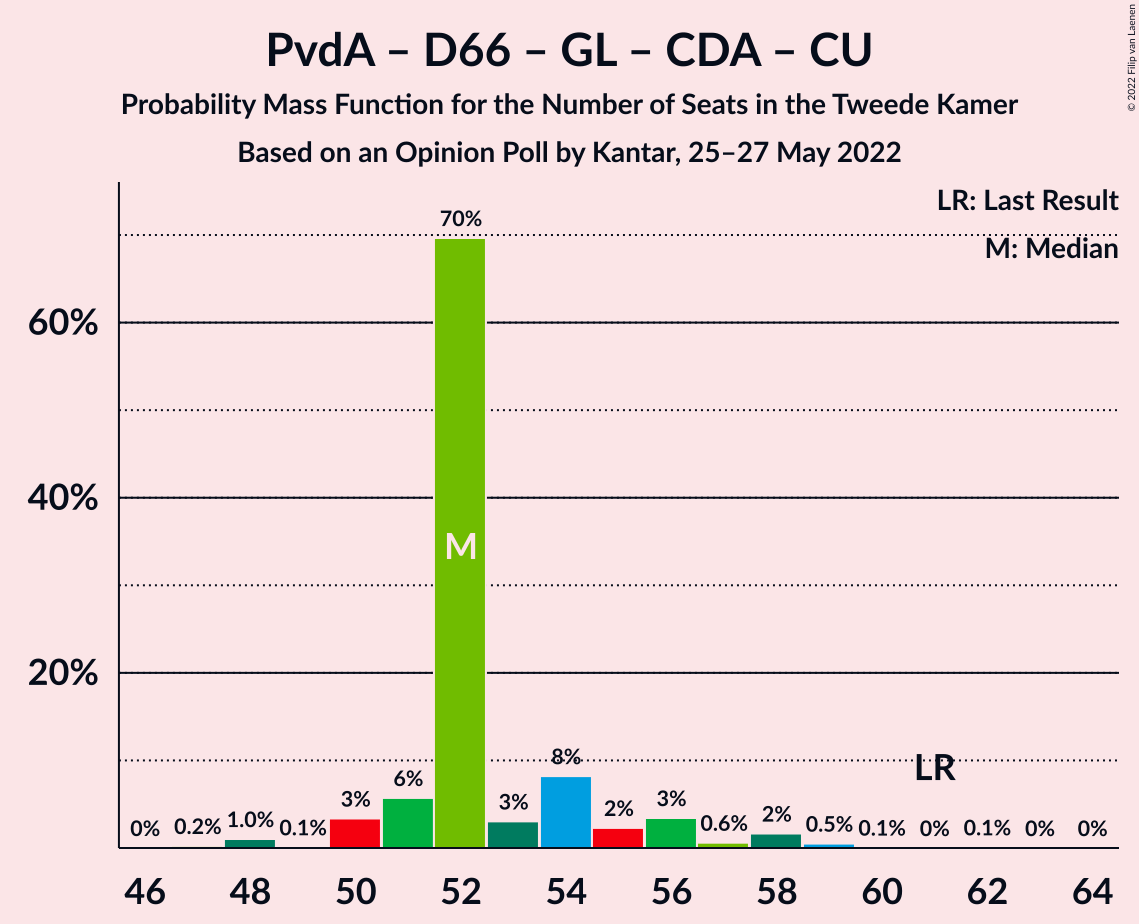 PvdA – D66 – GL – CDA – CU
Probability Mass Function for the Number of Seats in the Tweede Kamer
Based on an Opinion Poll by Kantar, 25–27 May 2022
© 2022 Filip van Laenen
LR: Last Result
M: Median
60%
40%
20%
0%
0.2%
1.0%
0.1%
3%
6%
70%
M
3%
8%
2%
3%
0.6%
2%
0.5%
0.1%
0%
LR
0.1%
0%
0%
46 48 50 52 54 56 58 60 62 64